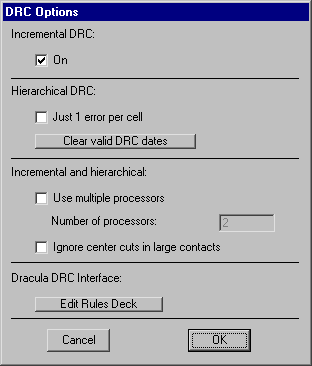 DRC Options
Incremental DRC:
On
Hierarchical DRC:
Just 1 error per cell
Clear valid DRC dates
Incremental and hierarchical:
Use multiple processors
Number of processors: 2
Ignore center cuts in large contacts
Dracula DRC Interface:
Edit Rules Deck
Cancel OK